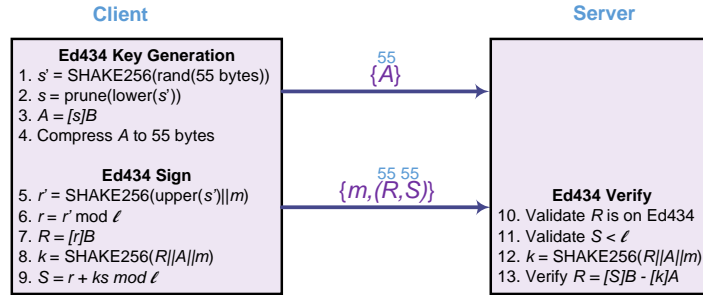 Client
Server
Ed434 Key Generation
1. s' = SHAKE256(rand(55 bytes))
2. s = prune(lower(s'))
3. A = [s]B
4. Compress A to 55 bytes
55
{A}
Ed434 Sign
5. r' = SHAKE256(upper(s')||m)
6. r = r' mod ℓ
7. R = [r]B
8. k = SHAKE256(R||A||m)
9. S = r + ks mod ℓ
55 55
{m,(R,S)}
Ed434 Verify
10. Validate R is on Ed434
11. Validate S < ℓ
12. k = SHAKE256(R||A||m)
13. Verify R = [S]B - [k]A